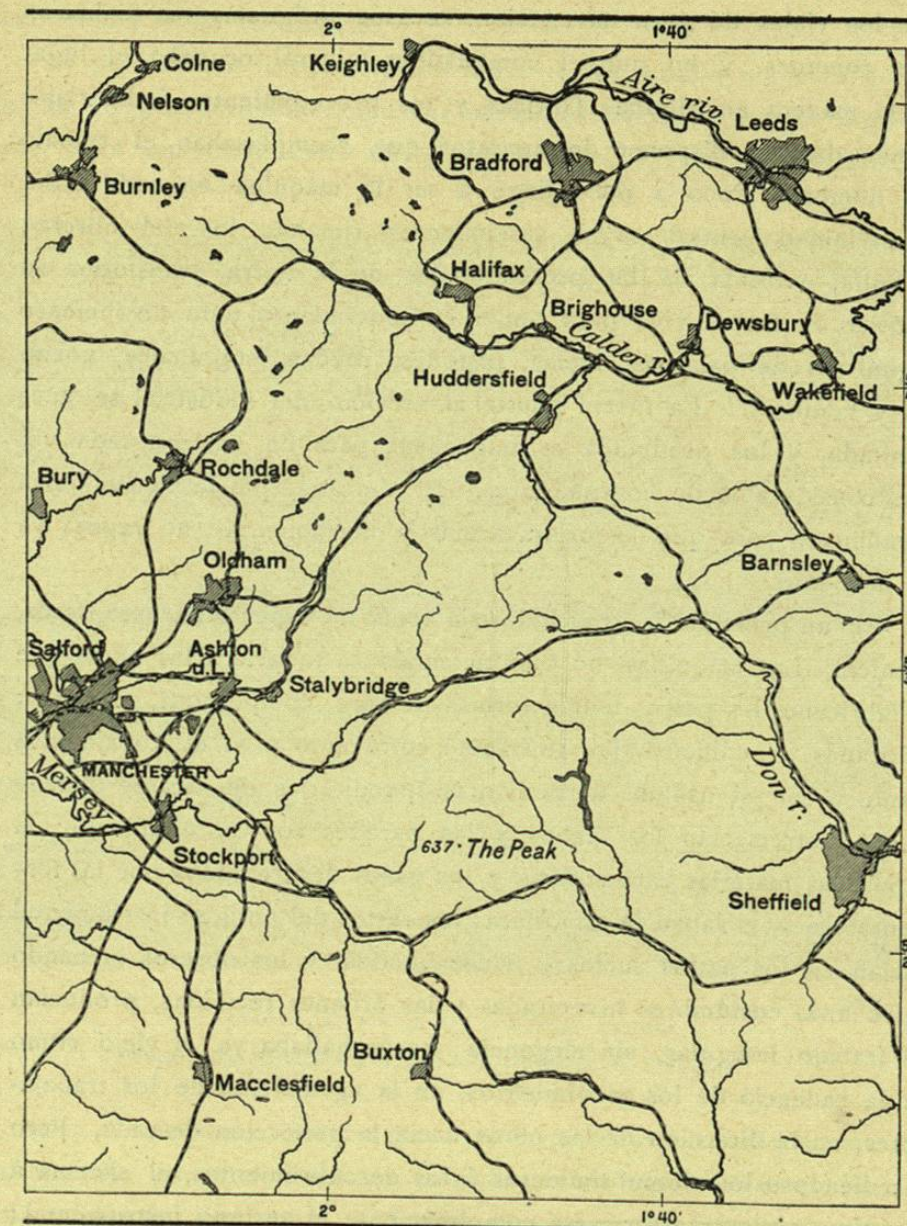 2° 1°40'
Colne
Keighley
Nelson
Aire riv.
Leeds
Bradford
Burnley
Halifax
Brighouse
Calder r.
Dewsbury
Huddersfield
Wakefield
Rochdale
Bury
Oldham
Barnsley
Salford
Ashton
u.L.
Stalybridge
MANCHESTER
Mersey
Don r.
Stockport
637· The Peak
Sheffield
Buxton
Macclesfield
2° 1°40'